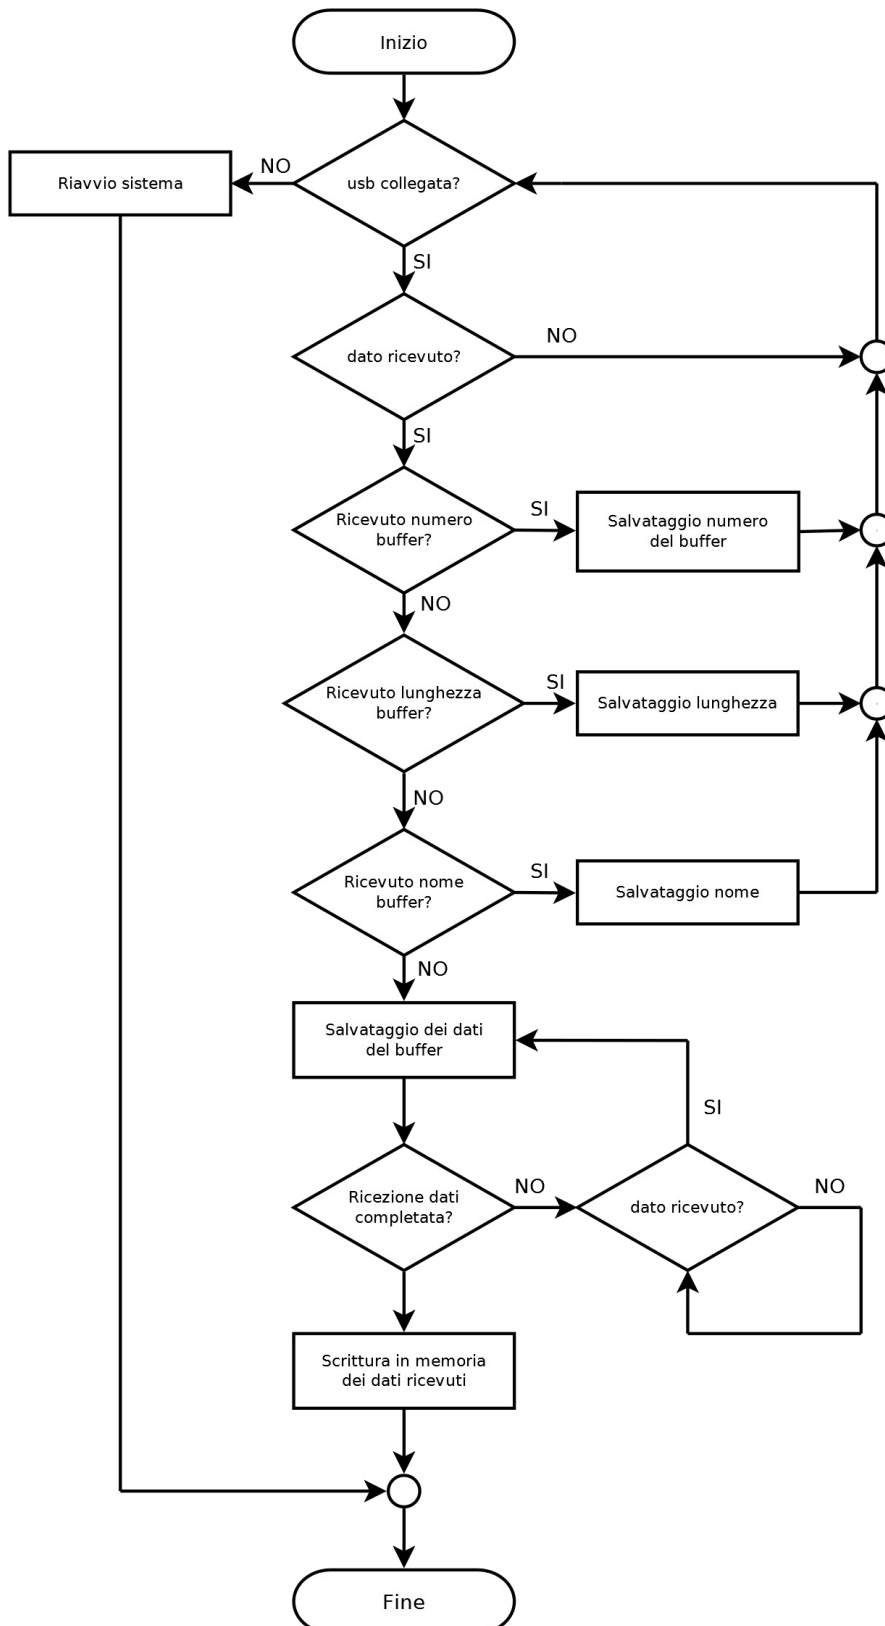 Inizio
NO
Riavvio sistema
usb collegata?
SI
dato ricevuto?
NO
SI
Ricevuto numero
buffer?
SI
Salvataggio numero
del buffer
NO
Ricevuto lunghezza
buffer?
SI
Salvataggio lunghezza
NO
Ricevuto nome
buffer?
SI
Salvataggio nome
NO
Salvataggio dei dati
del buffer
SI
Ricezione dati
completata?
NO
dato ricevuto?
NO
Scrittura in memoria
dei dati ricevuti
Fine